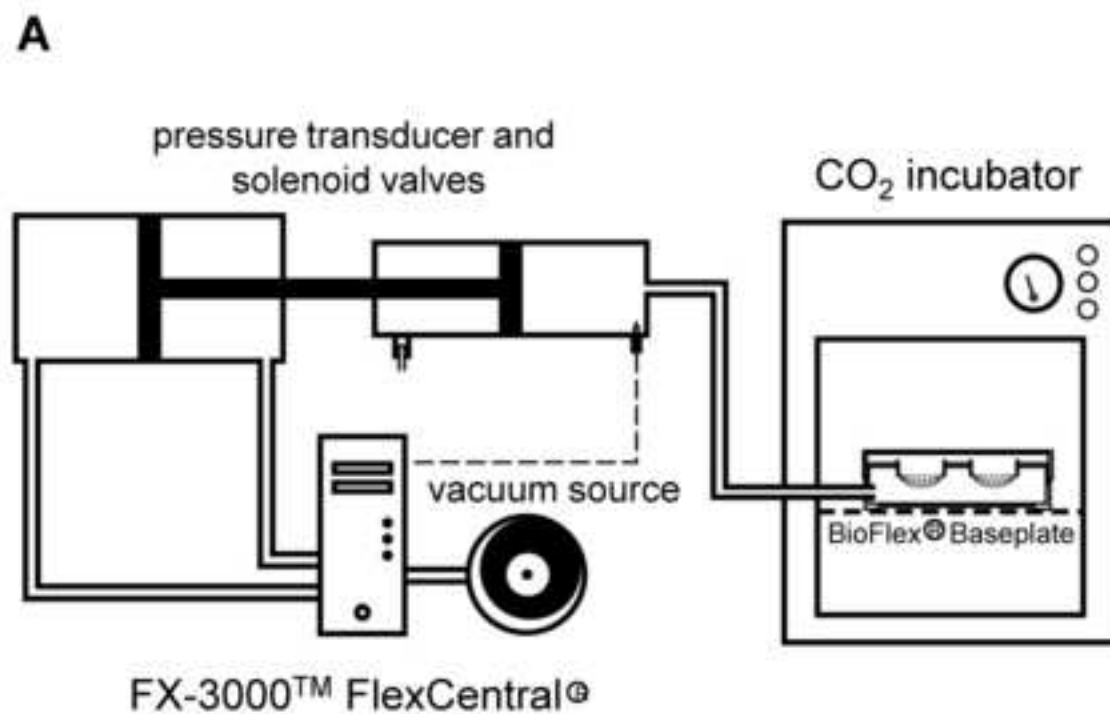 A
pressure transducer and
solenoid valves
CO₂ incubator
vacuum source
BioFlex® Baseplate
FX-3000™ FlexCentral®